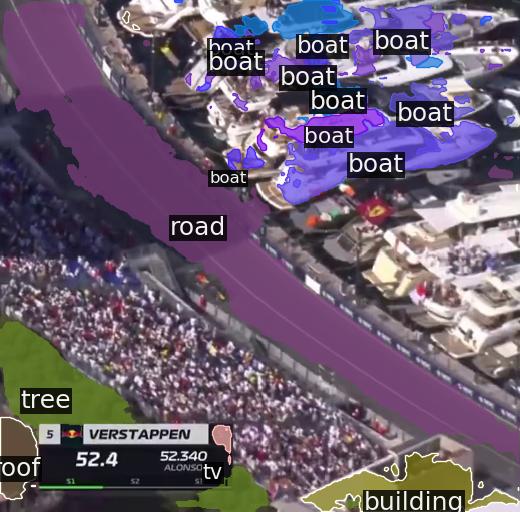 boat
boat
boat
boat
boat
boat
boat
boat
boat
boat
road
tree
5 VERSTAPPEN
52.4 52.340
ALONSO
roof
tv
S1 S2 S
building